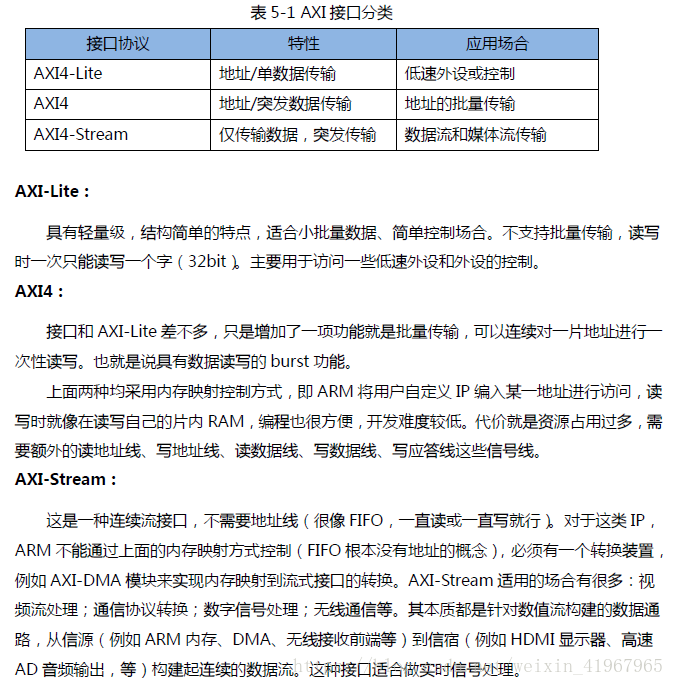 表 5-1 AXI 接口分类
接口协议 特性 应用场合
AXI4-Lite 地址/单数据传输 低速外设或控制
AXI4 地址/突发数据传输 地址的批量传输
AXI4-Stream 仅传输数据，突发传输 数据流和媒体流传输
AXI-Lite：
具有轻量级，结构简单的特点，适合小批量数据、简单控制场合。不支持批量传输，读写
时一次只能读写一个字（32bit）。主要用于访问一些低速外设和外设的控制。
AXI4：
接口和 AXI-Lite 差不多，只是增加了一项功能就是批量传输，可以连续对一片地址进行一
次性读写。也就是说具有数据读写的 burst 功能。
上面两种均采用内存映射控制方式，即 ARM 将用户自定义 IP 编入某一地址进行访问，读
写时就像在读写自己的片内 RAM，编程也很方便，开发难度较低。代价就是资源占用过多，需
要额外的读地址线、写地址线、读数据线、写数据线、写应答线这些信号线。
AXI-Stream：
这是一种连续流接口，不需要地址线（很像 FIFO，一直读或一直写就行）。对于这类 IP，
ARM 不能通过上面的内存映射方式控制（FIFO 根本没有地址的概念），必须有一个转换装置，
例如 AXI-DMA 模块来实现内存映射到流式接口的转换。AXI-Stream 适用的场合有很多：视
频流处理；通信协议转换；数字信号处理；无线通信等。其本质都是针对数值流构建的数据通
路，从信源（例如 ARM 内存、DMA、无线接收前端等）到信宿（例如 HDMI 显示器、高速
AD 音频输出，等）构建起连续的数据流。这种接口适合做实时信号处理。
weixin_41967965